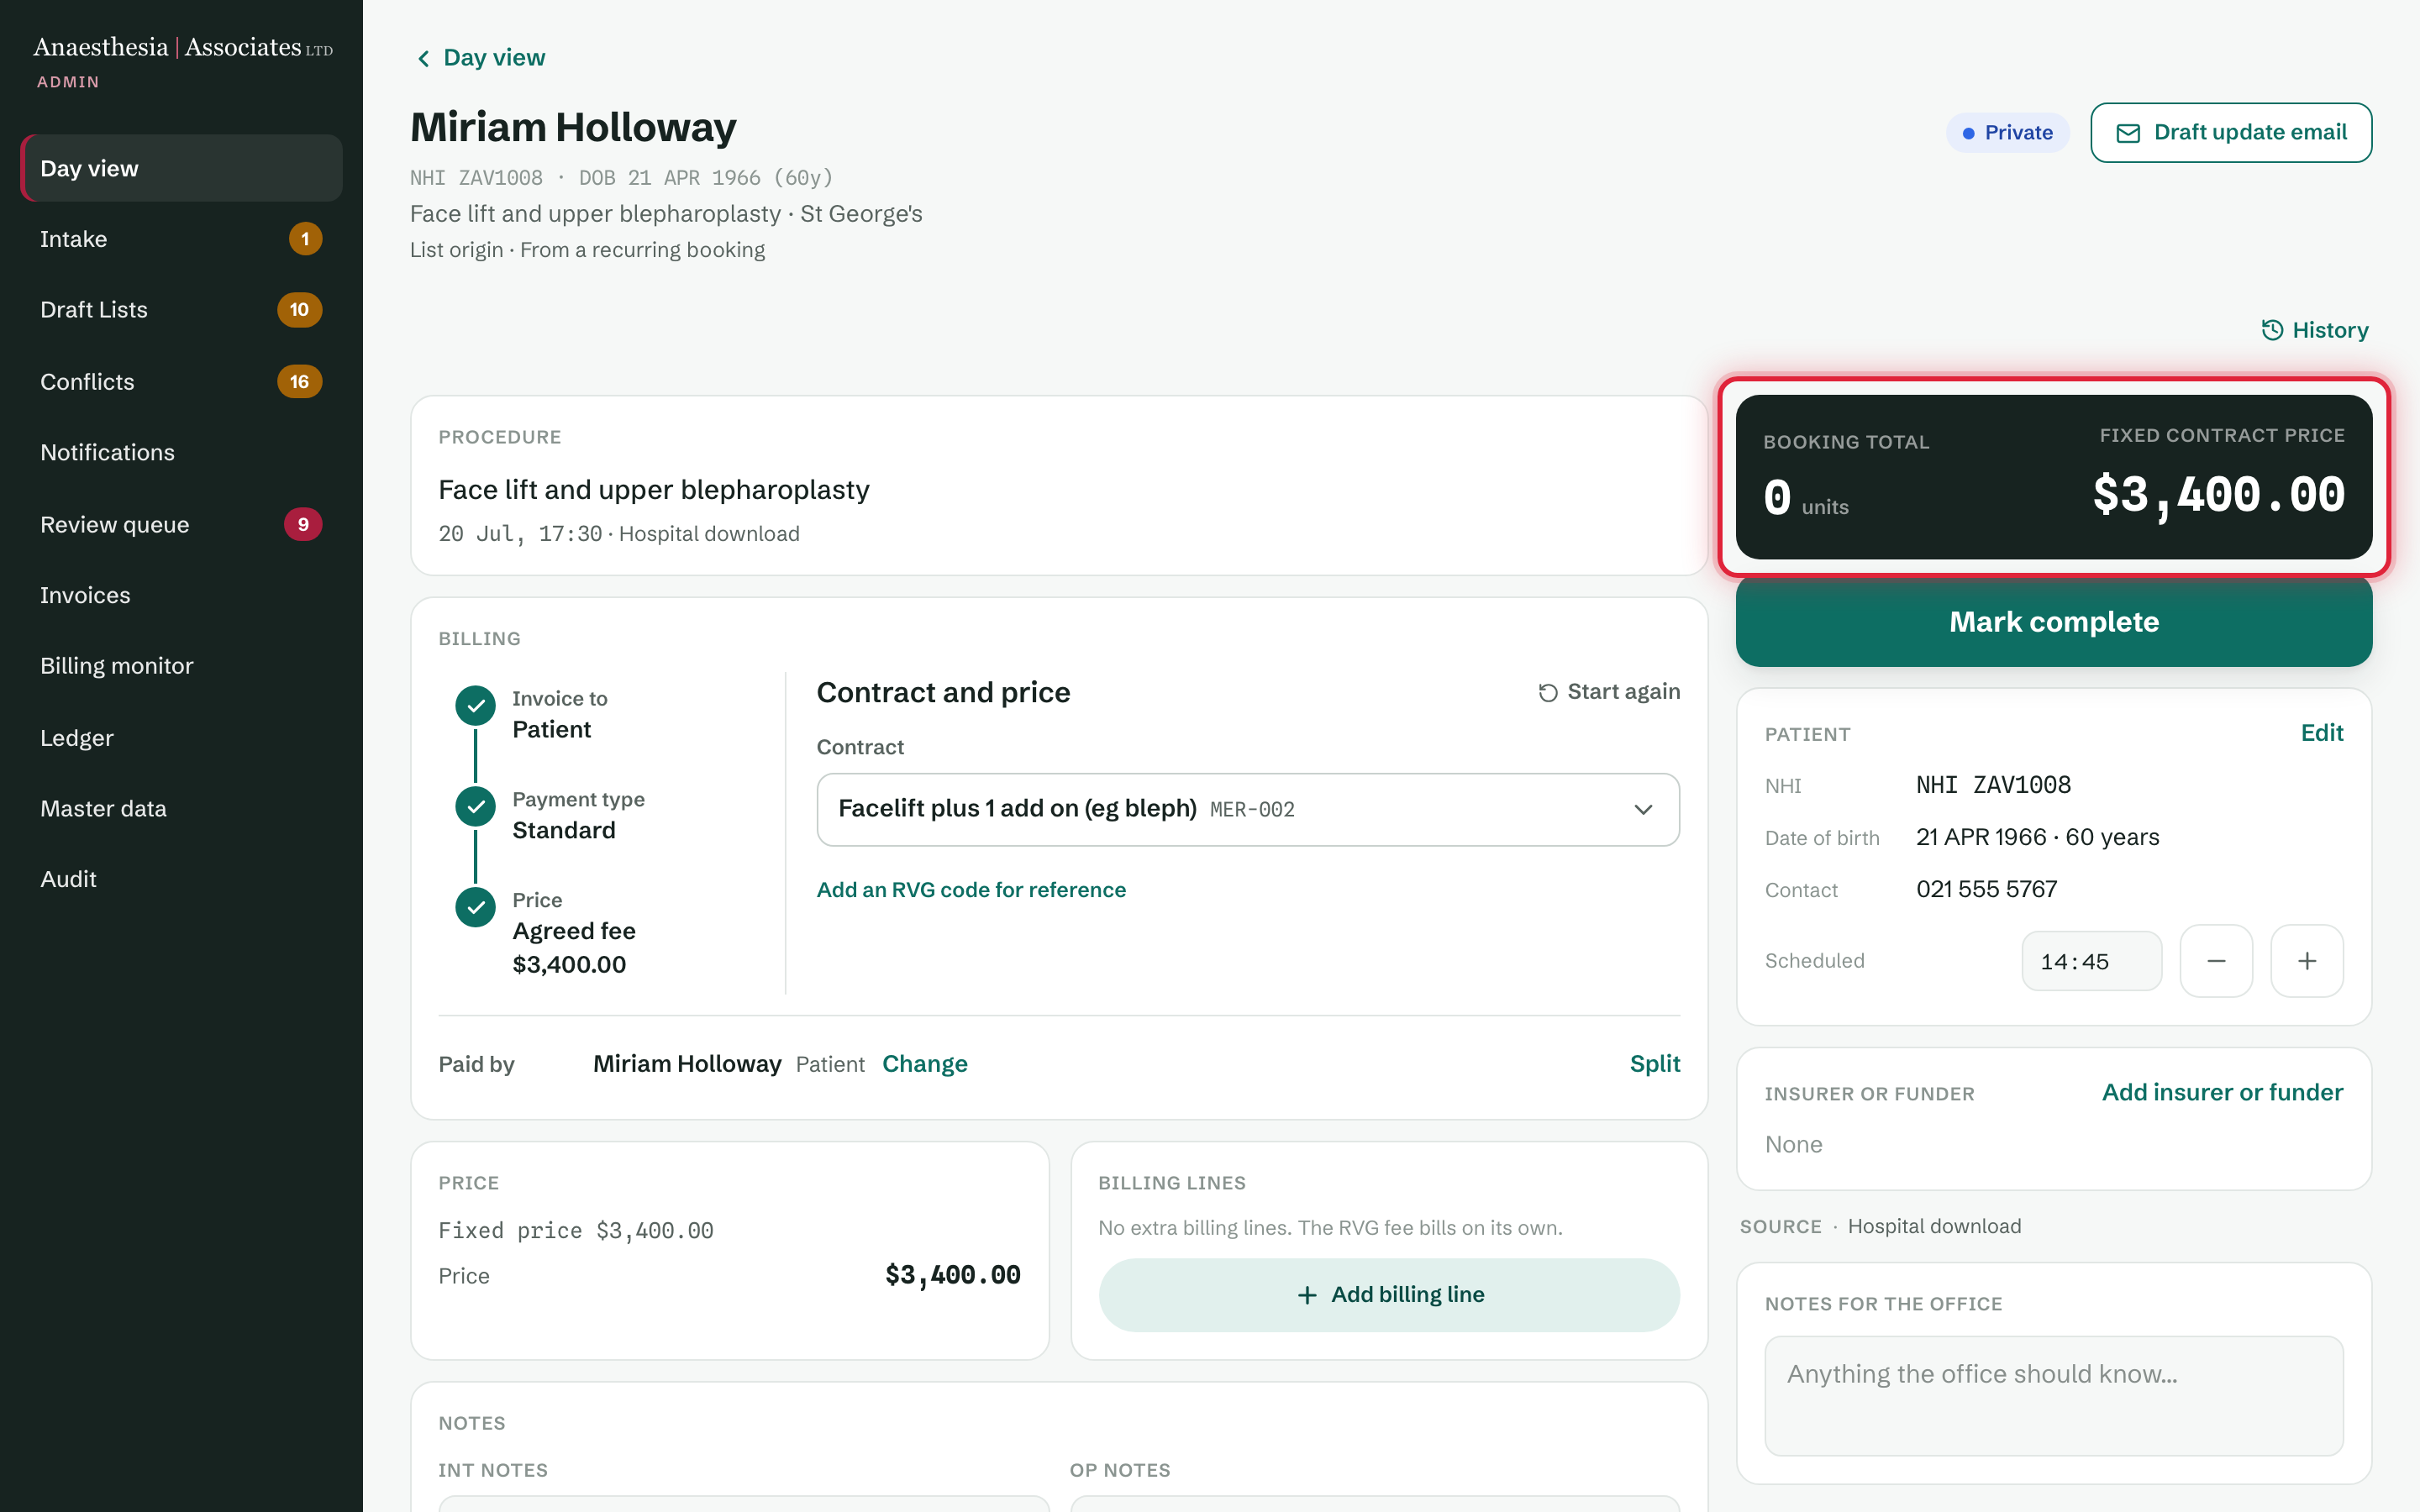 Anaesthesia | Associates LTD
ADMIN
Day view
Intake 1
Draft Lists 10
Conflicts 16
Notifications
Review queue 9
Invoices
Billing monitor
Ledger
Master data
Audit
Day view
Miriam Holloway
NHI ZAV1008 · DOB 21 APR 1966 (60y)
Face lift and upper blepharoplasty · St George's
List origin · From a recurring booking
Private
Draft update email
History
PROCEDURE
Face lift and upper blepharoplasty
20 Jul, 17:30 · Hospital download
BILLING
Invoice to
Patient
Payment type
Standard
Price
Agreed fee
$3,400.00
Contract and price
Start again
Contract
Facelift plus 1 add on (eg bleph) MER-002
Add an RVG code for reference
Paid by Miriam Holloway Patient Change Split
PRICE
Fixed price $3,400.00
Price $3,400.00
BILLING LINES
No extra billing lines. The RVG fee bills on its own.
+ Add billing line
NOTES
INT NOTES
OP NOTES
BOOKING TOTAL
0 units
FIXED CONTRACT PRICE
$3,400.00
Mark complete
PATIENT Edit
NHI NHI ZAV1008
Date of birth 21 APR 1966 · 60 years
Contact 021 555 5767
Scheduled 14:45 − +
INSURER OR FUNDER Add insurer or funder
None
SOURCE · Hospital download
NOTES FOR THE OFFICE
Anything the office should know...